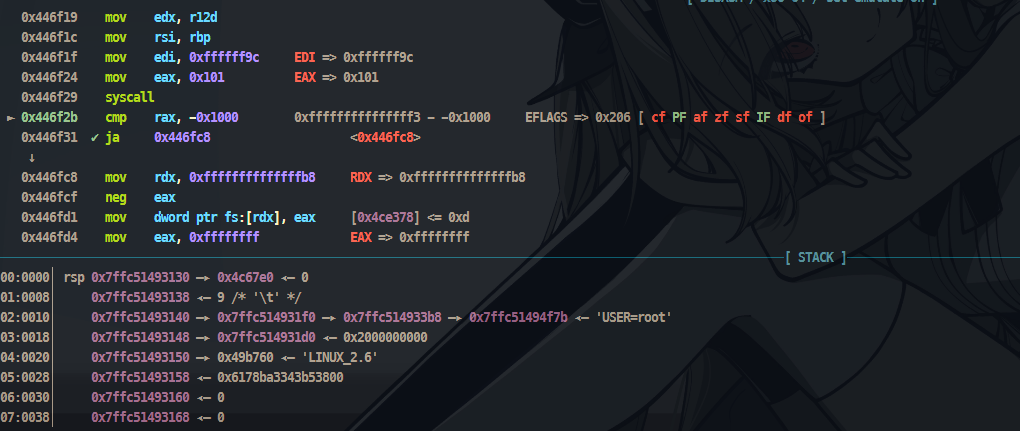 [ DISASM / x86-64 / set emulate on ]
0x446f19 mov edx, r12d
0x446f1c mov rsi, rbp
0x446f1f mov edi, 0xffffff9c EDI => 0xffffff9c
0x446f24 mov eax, 0x101 EAX => 0x101
0x446f29 syscall
► 0x446f2b cmp rax, -0x1000 0xfffffffffffffff3 - -0x1000 EFLAGS => 0x206 [ cf PF af zf sf IF df of ]
0x446f31 ✔ ja 0x446fc8 <0x446fc8>
↓
0x446fc8 mov rdx, 0xffffffffffffffb8 RDX => 0xffffffffffffffb8
0x446fcf neg eax
0x446fd1 mov dword ptr fs:[rdx], eax [0x4ce378] <= 0xd
0x446fd4 mov eax, 0xffffffff EAX => 0xffffffff
[ STACK ]
00:0000│ rsp 0x7ffc51493130 —▸ 0x4c67e0 ◂— 0
01:0008│ 0x7ffc51493138 ◂— 9 /* '\t' */
02:0010│ 0x7ffc51493140 —▸ 0x7ffc514931f0 —▸ 0x7ffc514933b8 —▸ 0x7ffc51494f7b ◂— 'USER=root'
03:0018│ 0x7ffc51493148 —▸ 0x7ffc514931d0 ◂— 0x2000000000
04:0020│ 0x7ffc51493150 —▸ 0x49b760 ◂— 'LINUX_2.6'
05:0028│ 0x7ffc51493158 ◂— 0x6178ba3343b53800
06:0030│ 0x7ffc51493160 ◂— 0
07:0038│ 0x7ffc51493168 ◂— 0